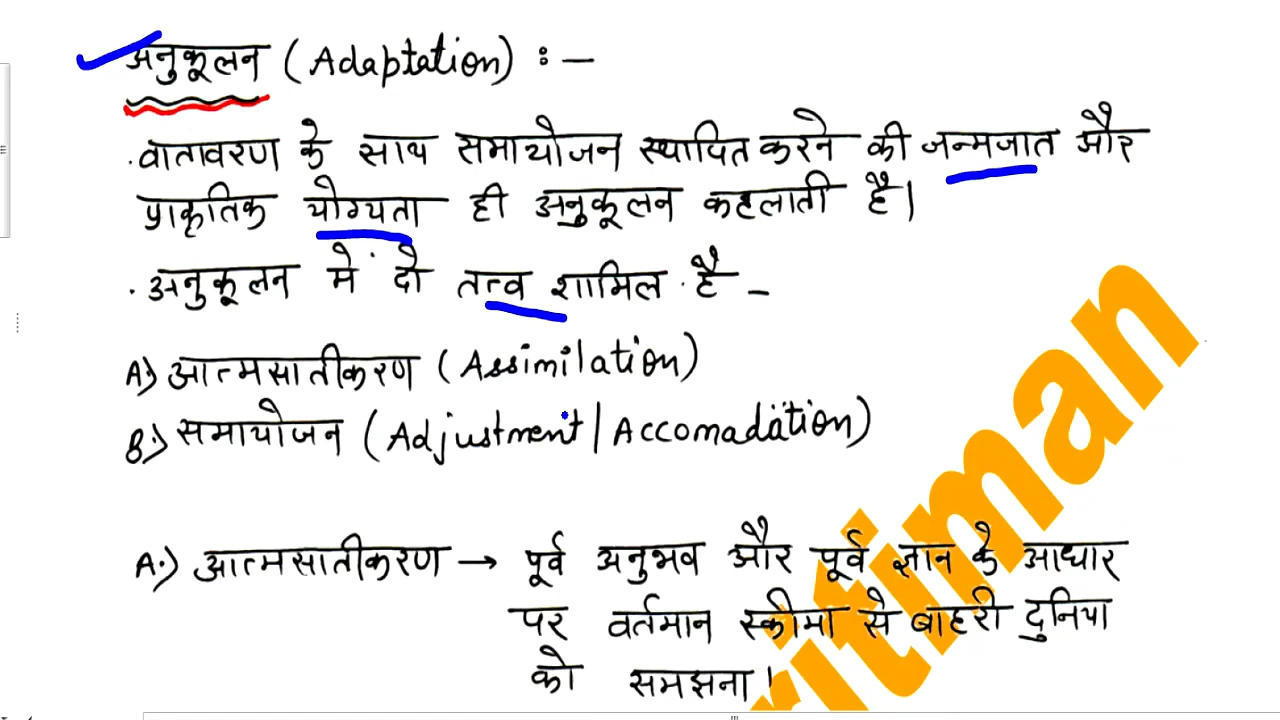 अनुकूलन (Adaptation) : —
. वातावरण के साथ समायोजन स्थापित करने की जन्मजात और
प्राकृतिक योग्यता ही अनुकूलन कहलाती है।
. अनुकूलन में दो तत्त्व शामिल है –
A.) आत्मसातीकरण (Assimilation)
B.) समायोजन (Adjustment/Accomadation)
A.) आत्मसातीकरण → पूर्व अनुभव और पूर्व ज्ञान के आधार
पर वर्तमान स्कीमा से बाहरी दुनिया
को समझना।
ritiman